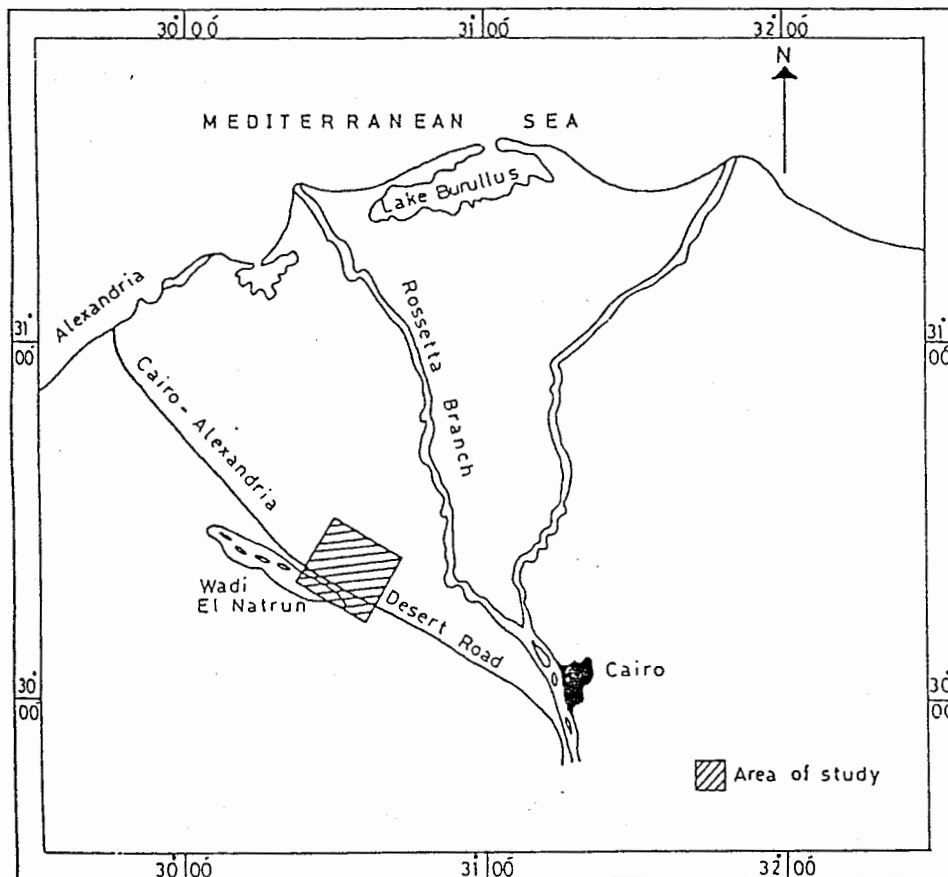 30°00' 31°00' 32°00'
N
MEDITERRANEAN SEA
Lake Burullus
Alexandria
Rossetta Branch
31° 00' 31° 00'
Cairo - Alexandria Desert Road
Wadi
El Natrun
Cairo
30° 00' 30° 00'
Area of study
30°00' 31°00' 32°00'